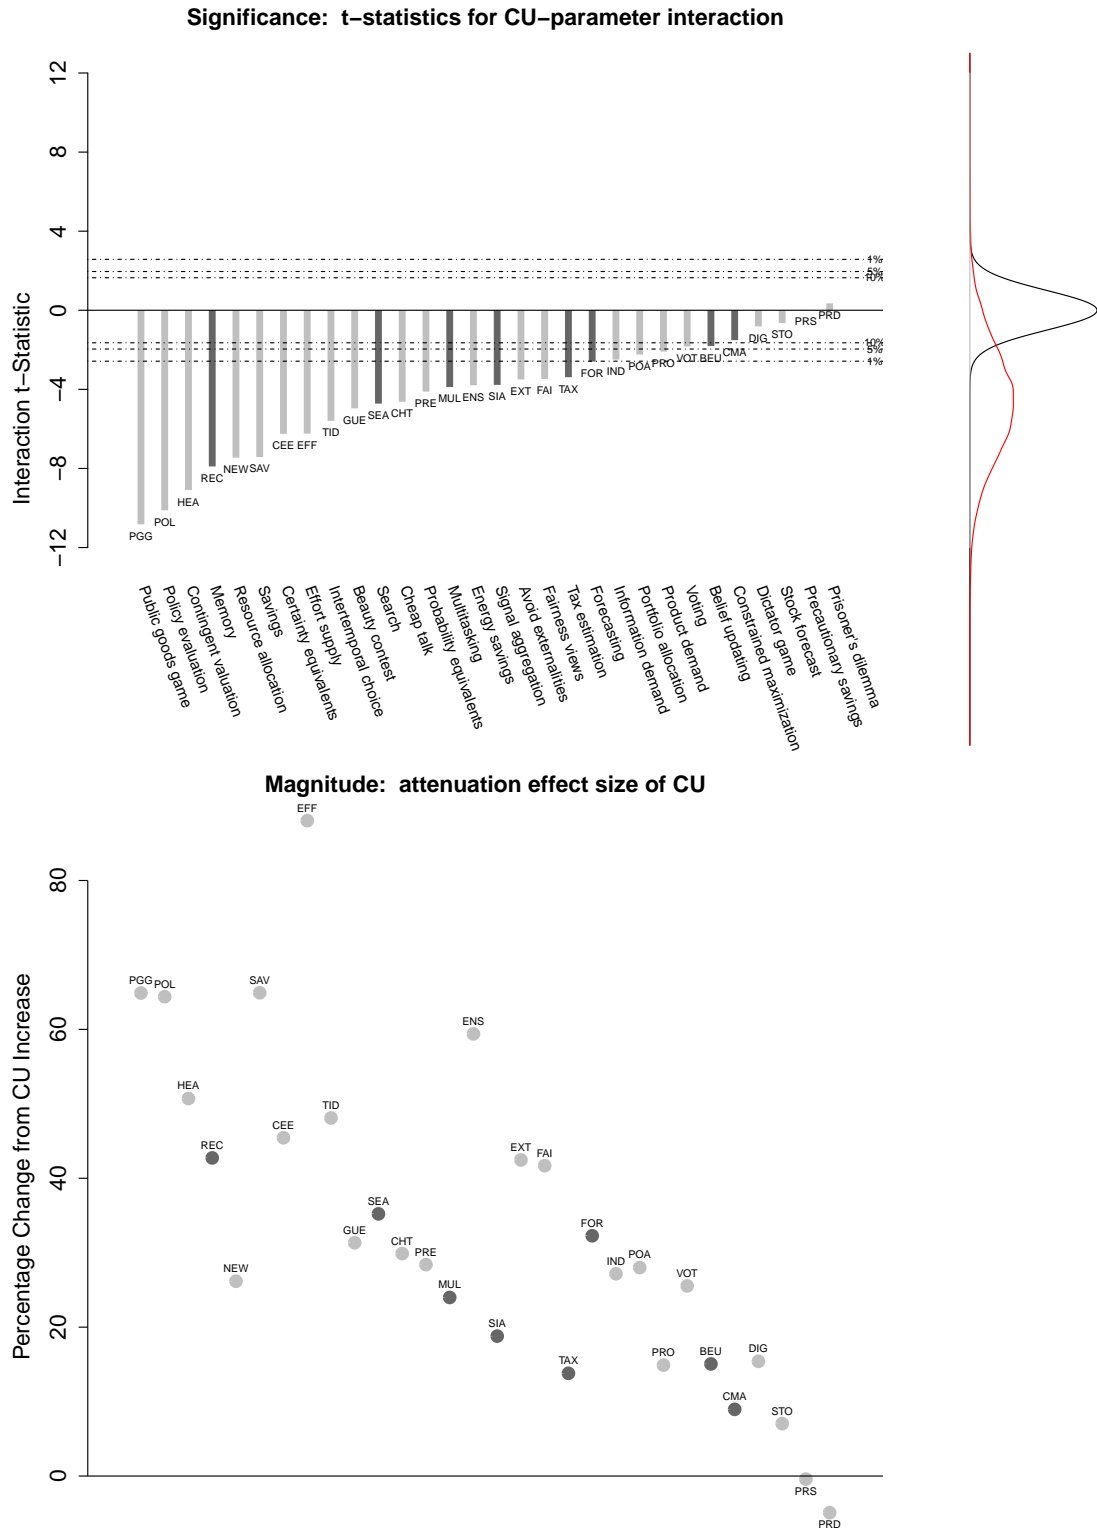 Significance:  t−statistics for CU−parameter interaction
Interaction t−Statistic
12
8
4
0
−4
−8
−12
1%
5%
10%
10%
5%
1%
PGG
POL
HEA
REC
NEW
SAV
CEE
EFF
TID
GUE
SEA
CHT
PRE
MUL
ENS
SIA
EXT
FAI
TAX
FOR
IND
POA
PRO
VOT
BEU
CMA
DIG
STO
PRS
PRD
Public goods game
Policy evaluation
Contingent valuation
Memory
Resource allocation
Savings
Certainty equivalents
Effort supply
Intertemporal choice
Beauty contest
Search
Cheap talk
Probability equivalents
Multitasking
Energy savings
Signal aggregation
Avoid externalities
Fairness views
Tax estimation
Forecasting
Information demand
Portfolio allocation
Product demand
Voting
Belief updating
Constrained maximization
Dictator game
Stock forecast
Precautionary savings
Prisoner's dilemma
Magnitude:  attenuation effect size of CU
Percentage Change from CU Increase
80
60
40
20
0
PGG
POL
HEA
REC
NEW
SAV
CEE
EFF
TID
GUE
SEA
CHT
PRE
MUL
ENS
SIA
EXT
FAI
TAX
FOR
IND
POA
PRO
VOT
BEU
CMA
DIG
STO
PRS
PRD